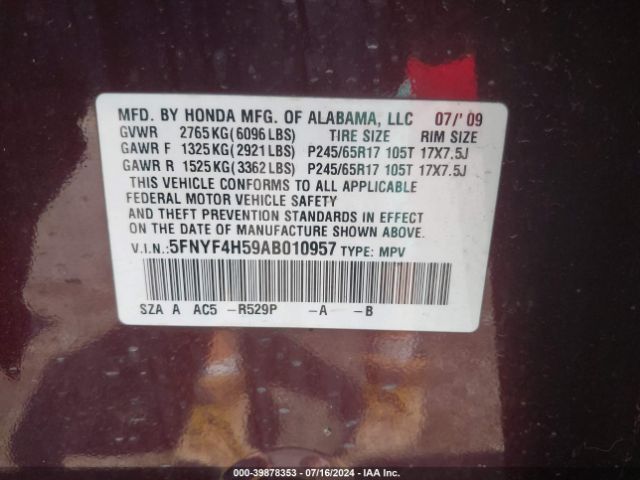 MFD. BY HONDA MFG. OF ALABAMA, LLC 07/'09
GVWR 2765KG(6096LBS) TIRE SIZE RIM SIZE
GAWR F 1325KG(2921LBS) P245/65R17 105T 17X7.5J
GAWR R 1525KG(3362LBS) P245/65R17 105T 17X7.5J
THIS VEHICLE CONFORMS TO ALL APPLICABLE
FEDERAL MOTOR VEHICLE SAFETY
AND THEFT PREVENTION STANDARDS IN EFFECT
ON THE DATE OF MANUFACTURE SHOWN ABOVE.
V.I.N.:5FNYF4H59AB010957 TYPE: MPV
SZA A AC5 -R529P -A -B
000-39878353 | 07/16/2024 | IAA Inc.